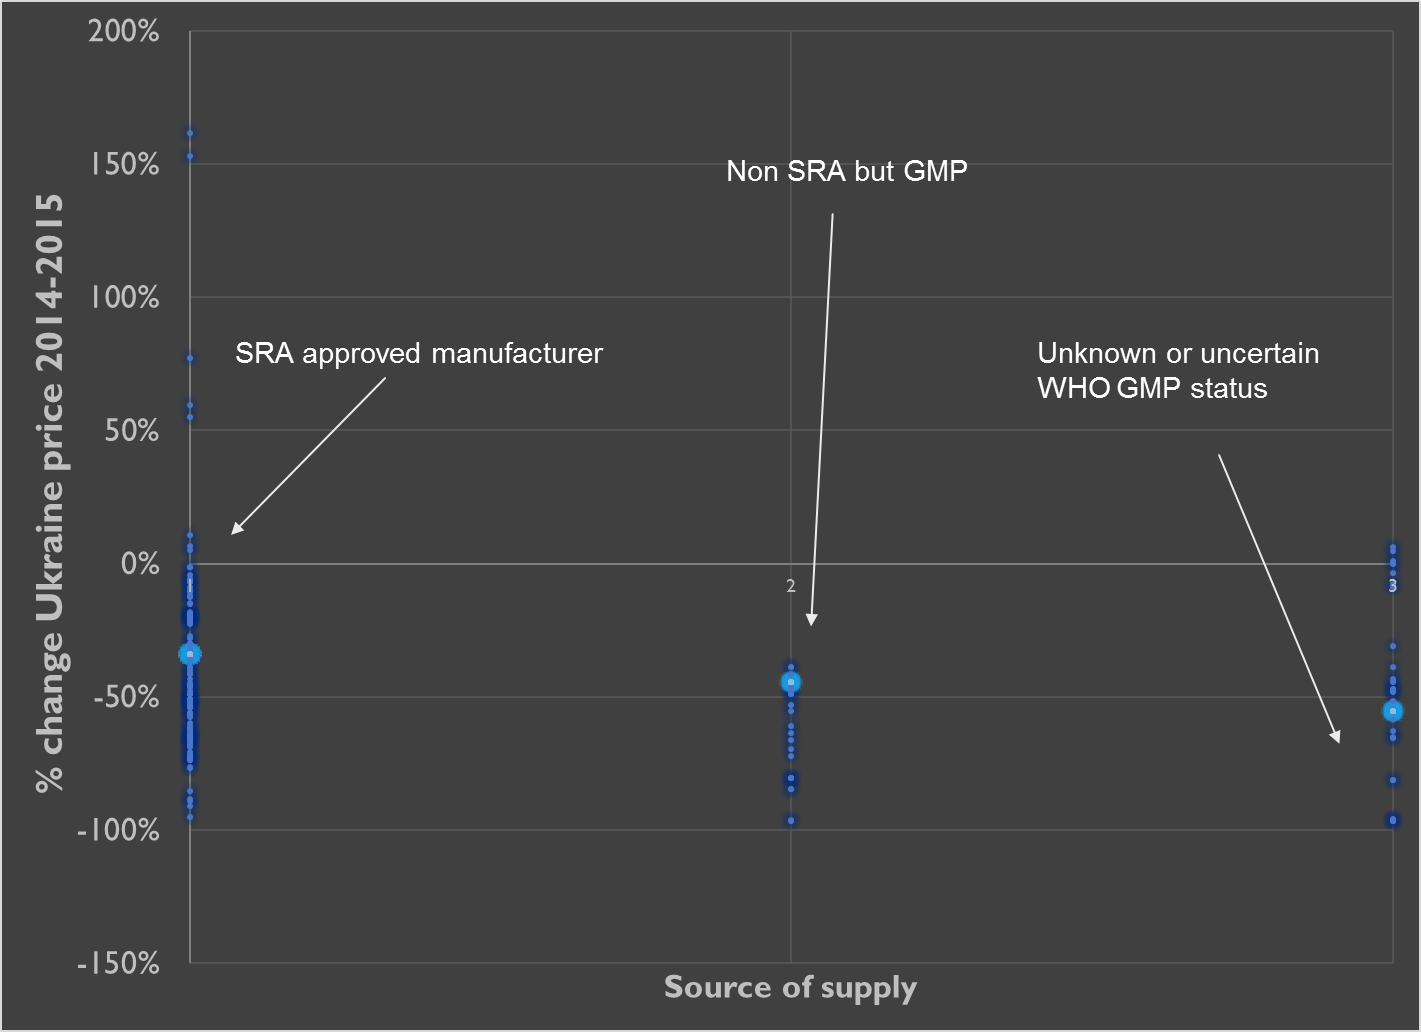 200%
150%
100%
50%
0%
-50%
-100%
-150%
% change Ukraine price 2014-2015
Non SRA but GMP
SRA approved manufacturer
Unknown or uncertain
WHO GMP status
1
2
3
Source of supply